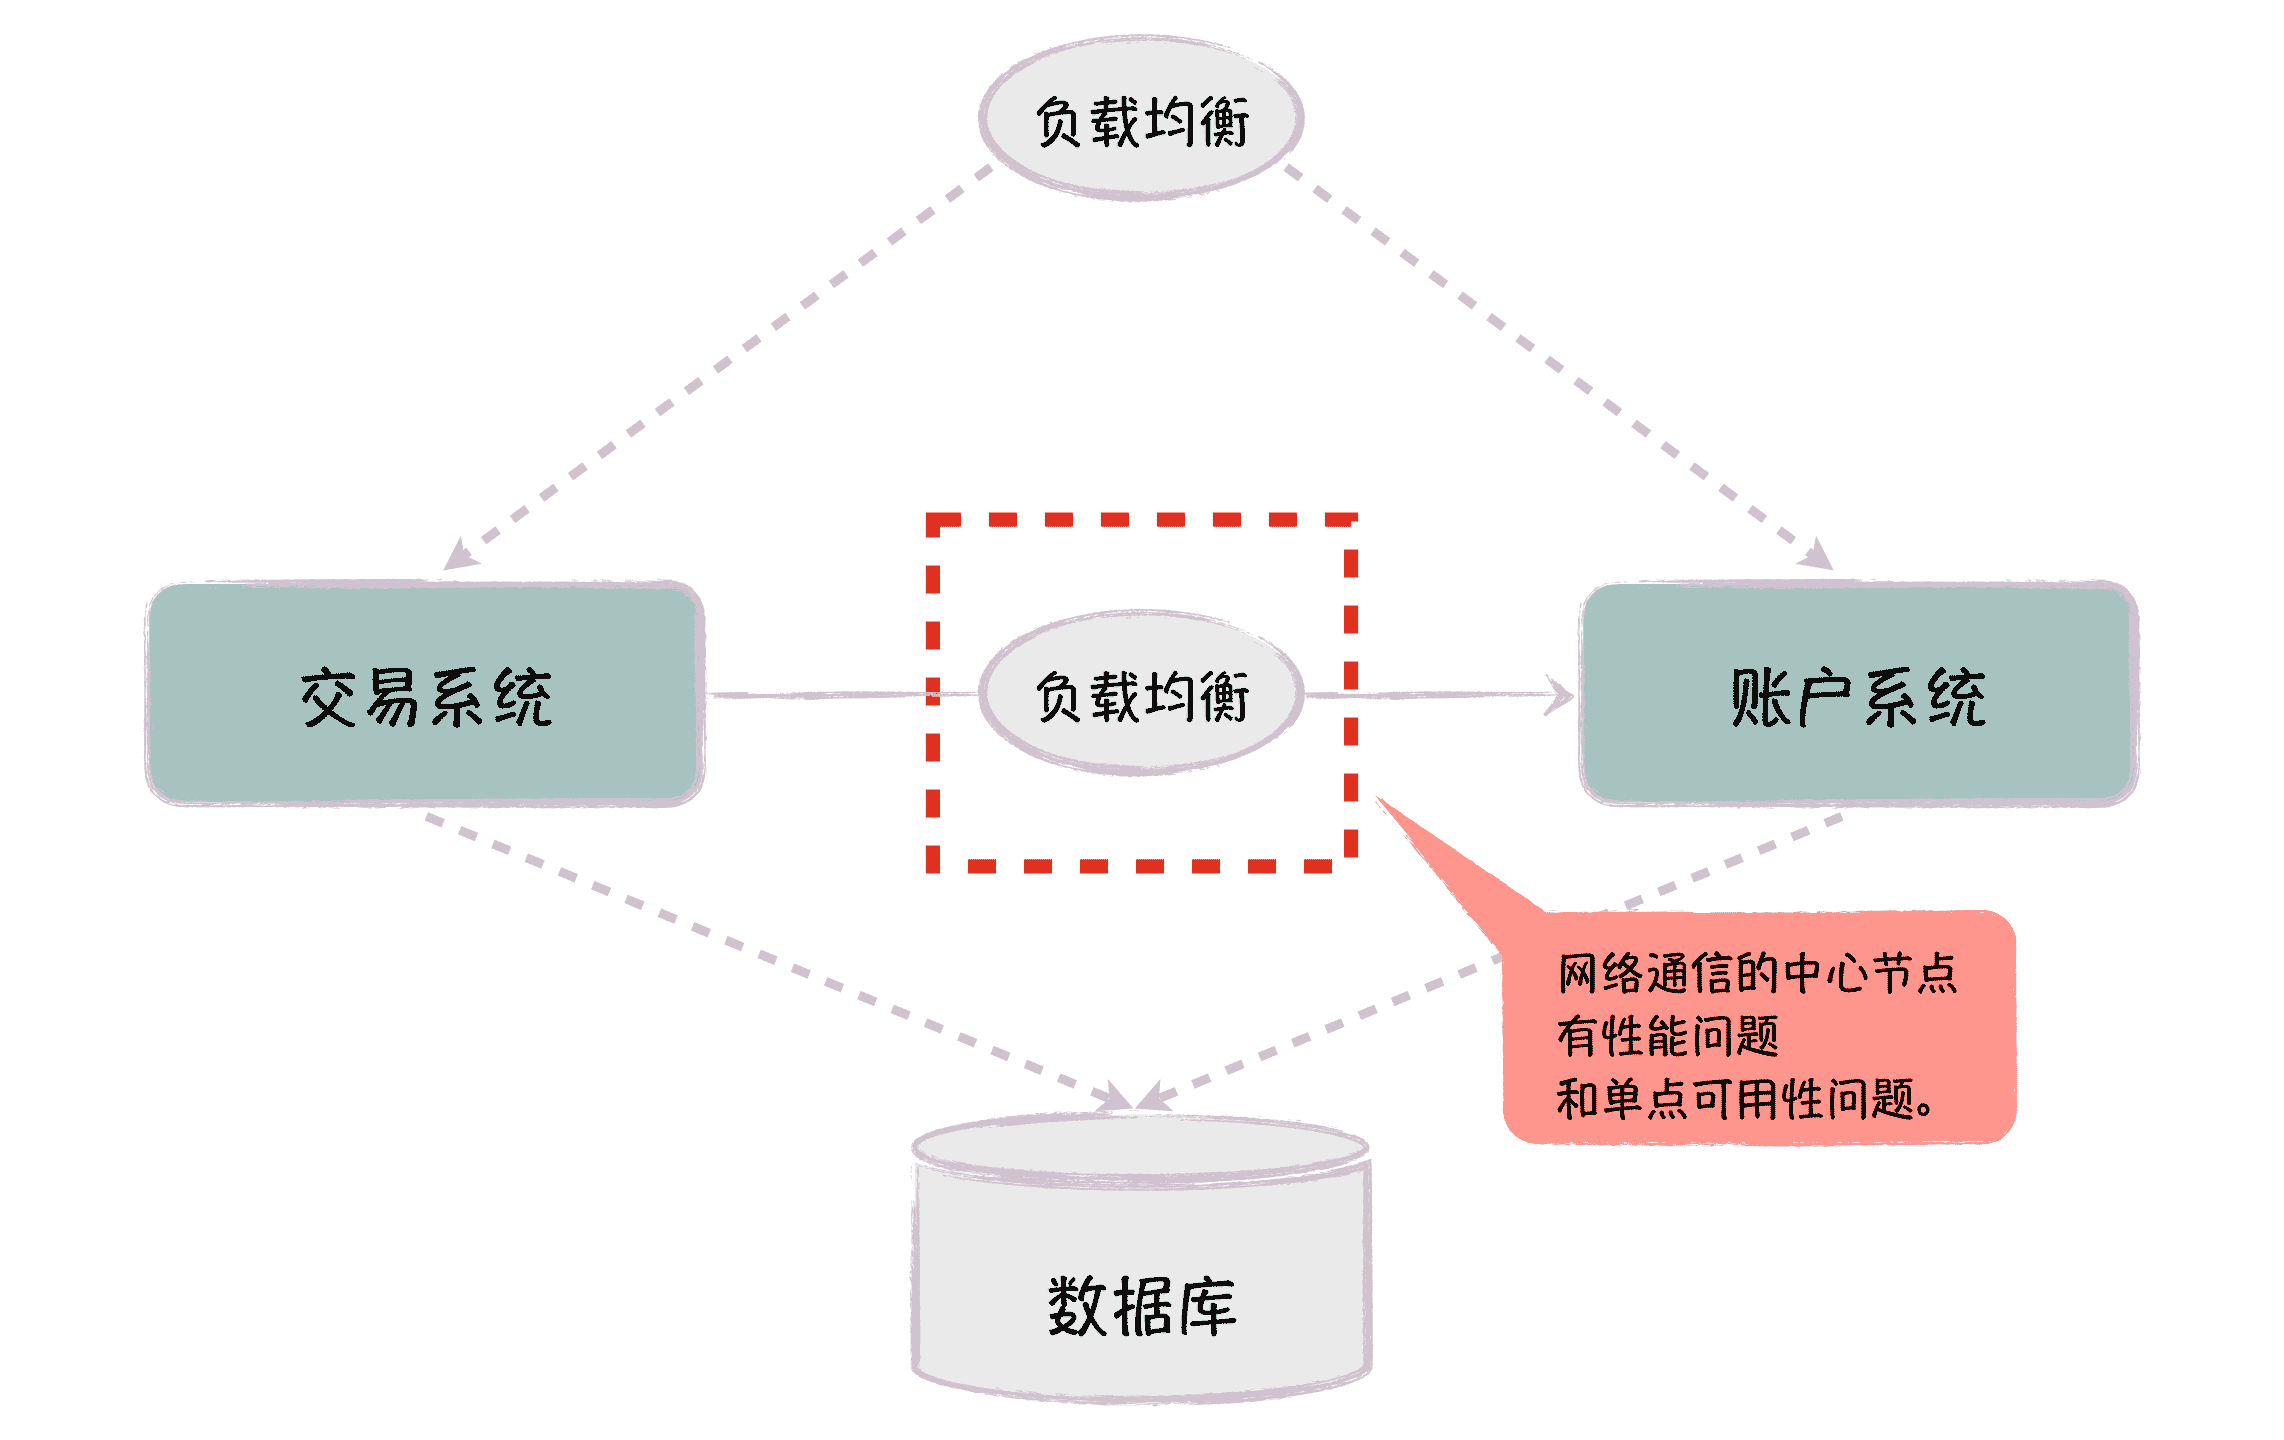 负载均衡
交易系统
负载均衡
账户系统
网络通信的中心节点
有性能问题
和单点可用性问题。
数据库